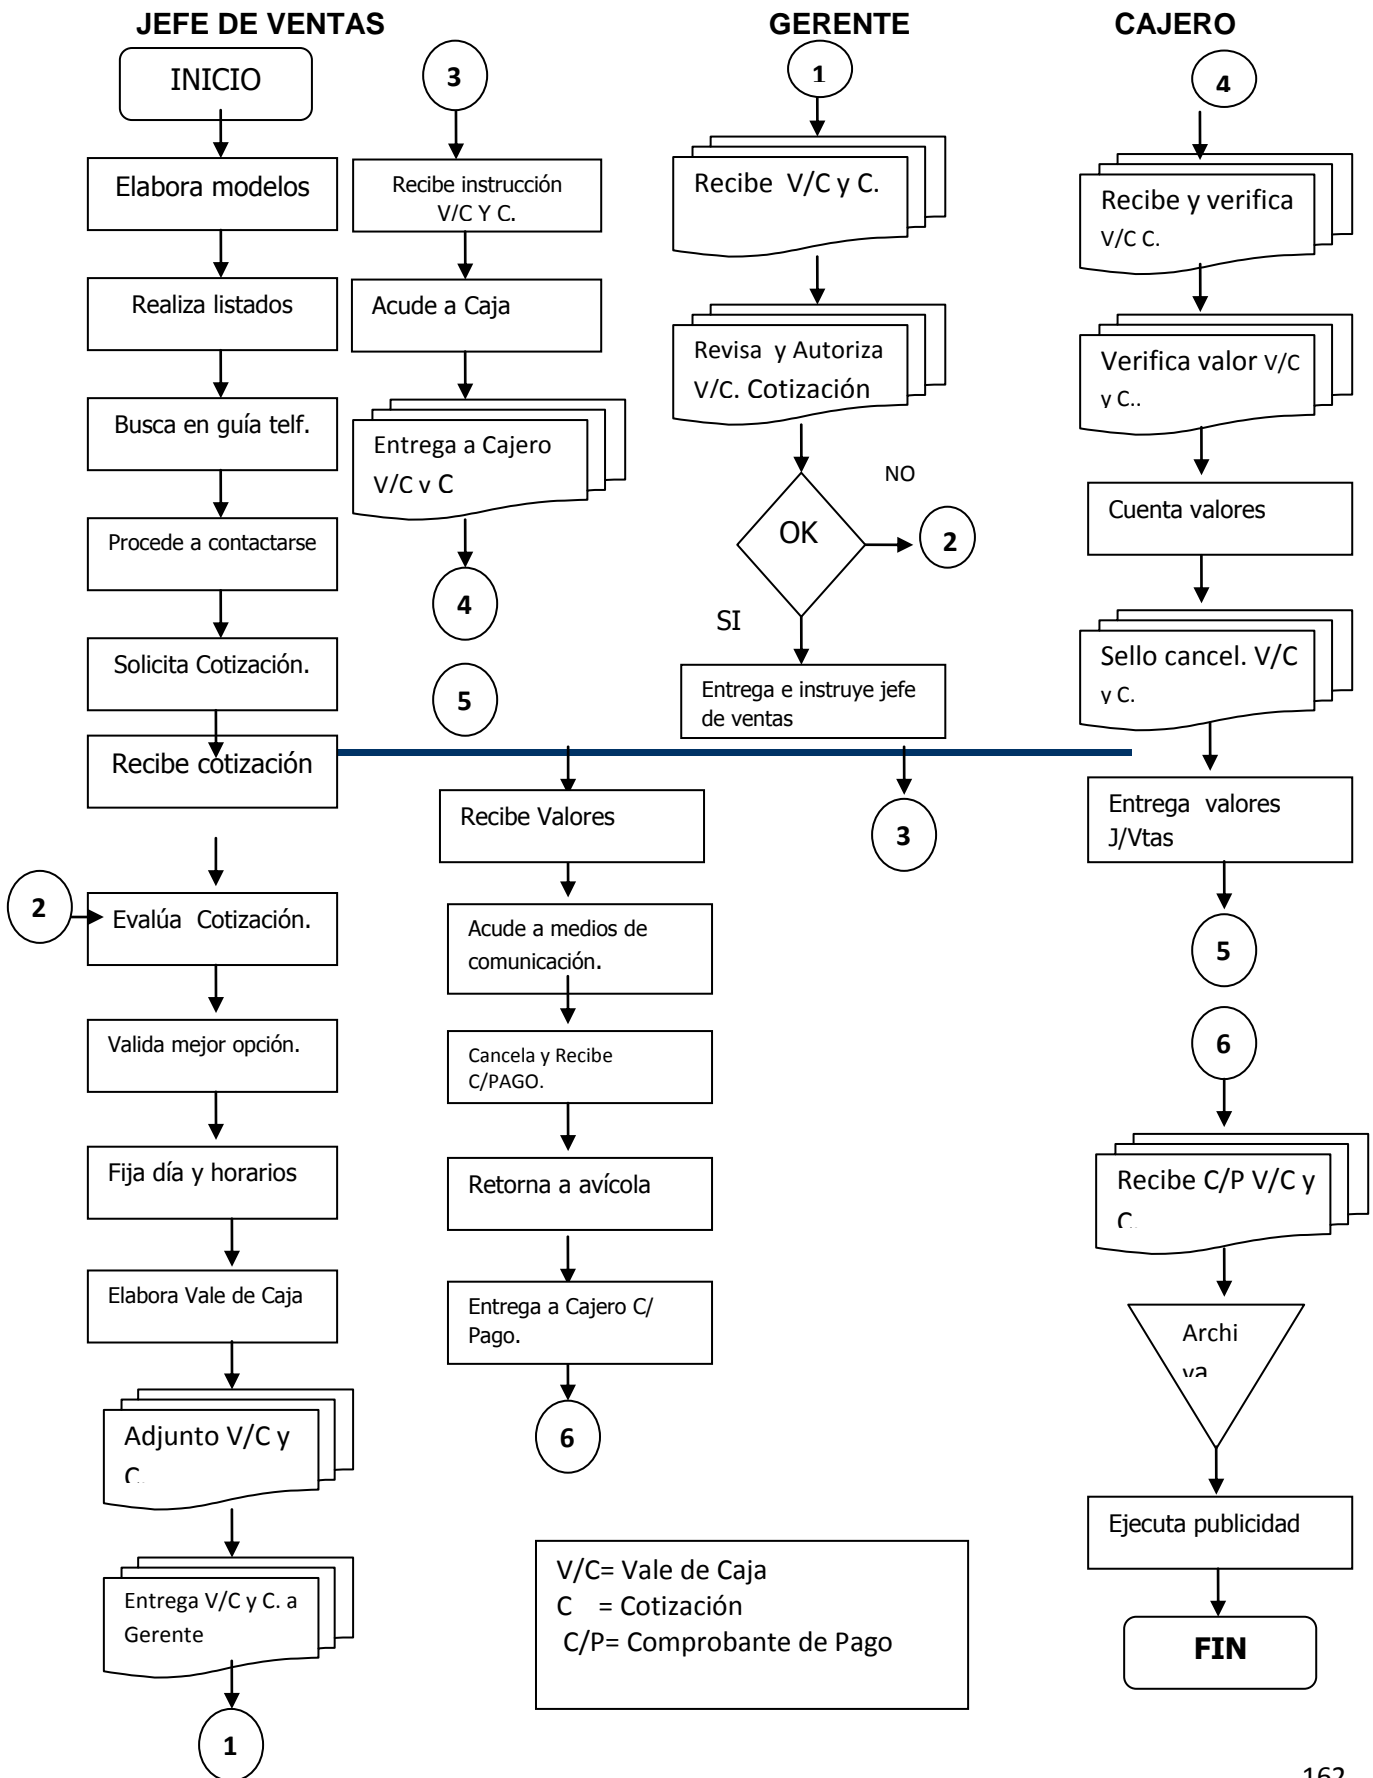 JEFE DE VENTAS
INICIO
Elabora modelos
Realiza listados
Busca en guía telf.
Procede a contactarse
Solicita Cotización.
Recibe cotización
2
Evalúa Cotización.
Valida mejor opción.
Fija día y horarios
Elabora Vale de Caja
Adjunto V/C y
C.
Entrega V/C y C. a
Gerente
1
3
Recibe instrucción
V/C Y C.
Acude a Caja
Entrega a Cajero
V/C y C
4
5
Recibe Valores
Acude a medios de
comunicación.
Cancela y Recibe
C/PAGO.
Retorna a avícola
Entrega a Cajero C/
Pago.
6
GERENTE
1
Recibe V/C y C.
Revisa y Autoriza
V/C. Cotización
OK
NO
2
SI
Entrega e instruye jefe
de ventas
3
CAJERO
4
Recibe y verifica
V/C C.
Verifica valor V/C
y C..
Cuenta valores
Sello cancel. V/C
y C.
Entrega valores
J/Vtas
5
6
Recibe C/P V/C y
C.
Archi
va
Ejecuta publicidad
FIN
V/C= Vale de Caja
C = Cotización
C/P= Comprobante de Pago
162